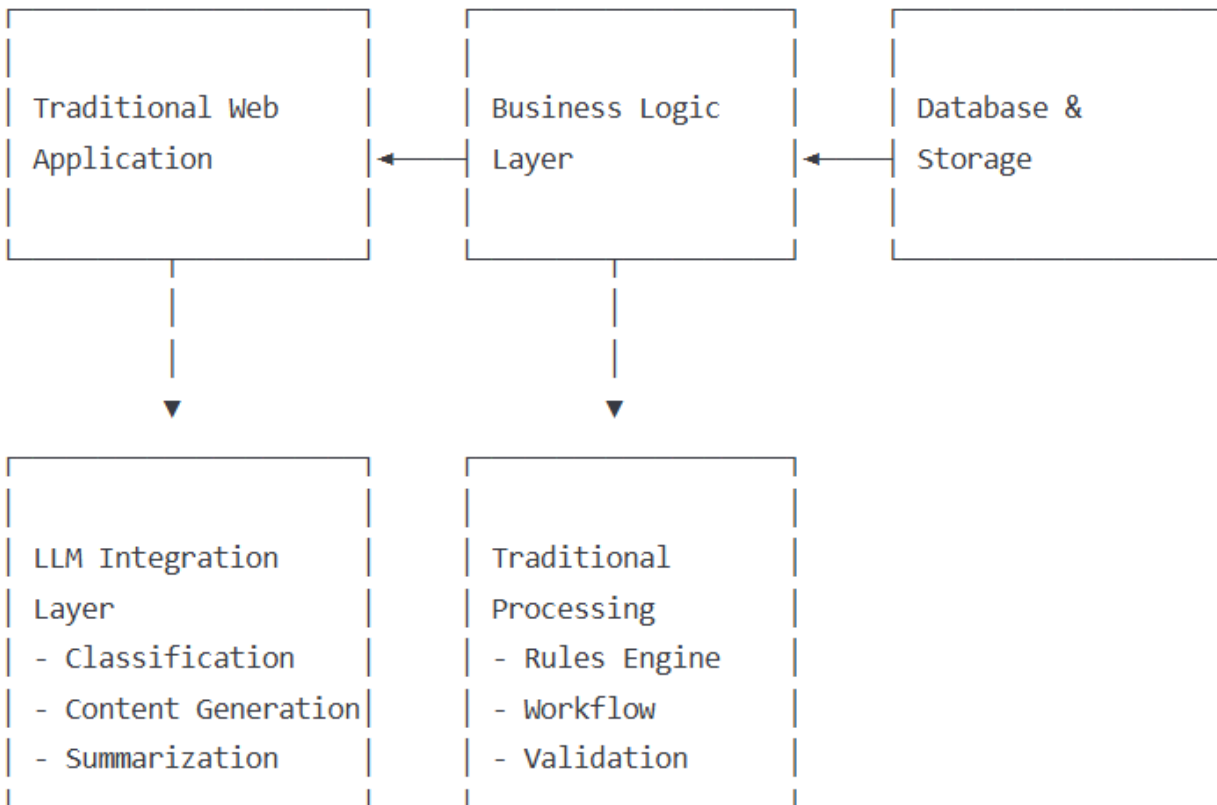 Traditional Web
Application
Business Logic
Layer
Database &
Storage
LLM Integration
Layer
- Classification
- Content Generation
- Summarization
Traditional
Processing
- Rules Engine
- Workflow
- Validation